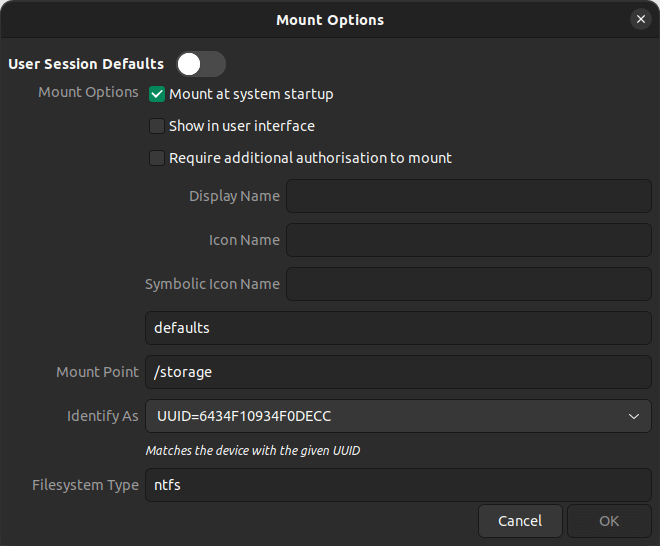 Mount Options
User Session Defaults
Mount Options
Mount at system startup
Show in user interface
Require additional authorisation to mount
Display Name
Icon Name
Symbolic Icon Name
defaults
Mount Point /storage
Identify As UUID=6434F10934F0DECC
Matches the device with the given UUID
Filesystem Type ntfs
Cancel OK